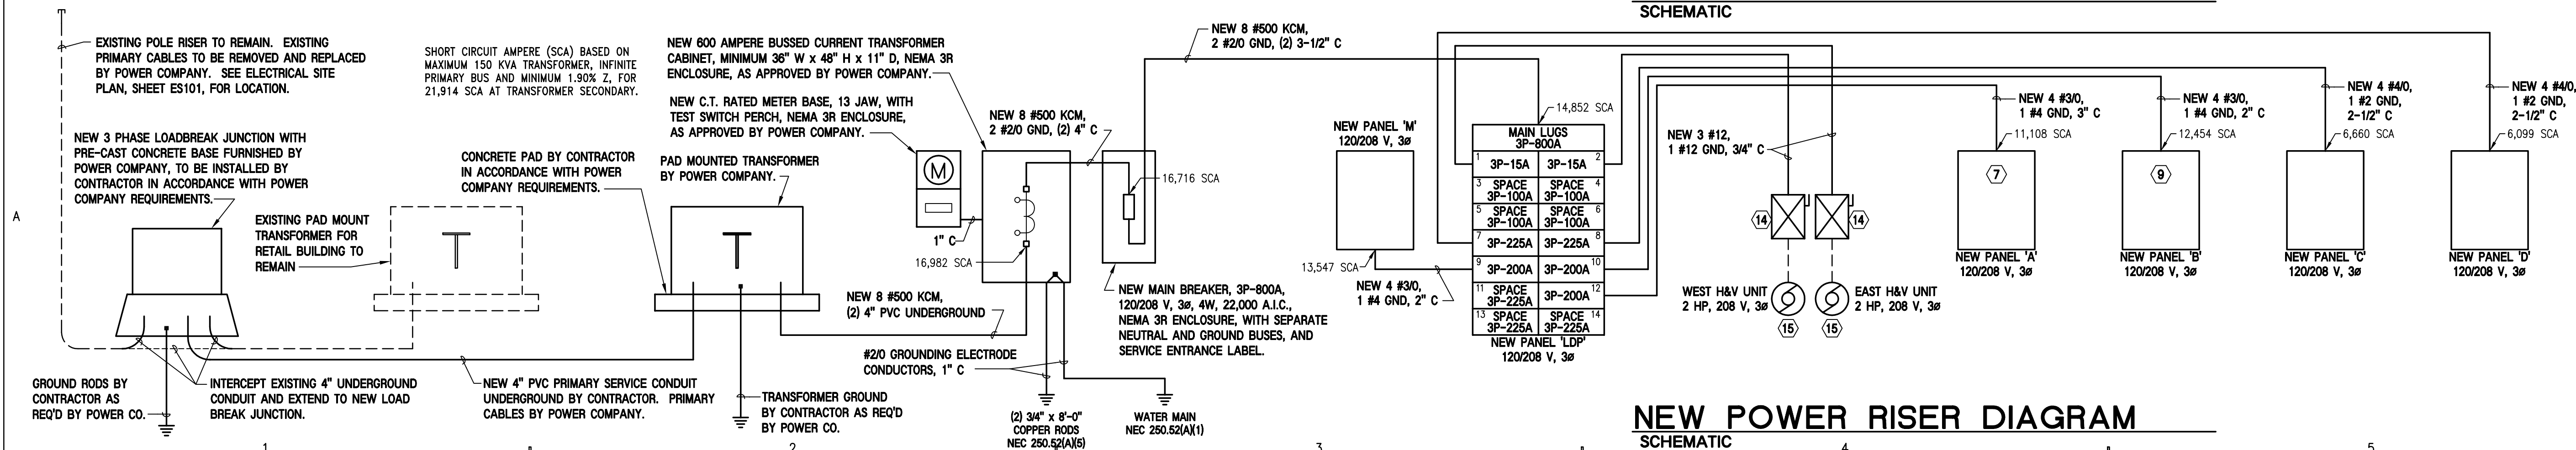 SCHEMATIC
EXISTING POLE RISER TO REMAIN. EXISTING
PRIMARY CABLES TO BE REMOVED AND REPLACED
BY POWER COMPANY. SEE ELECTRICAL SITE
PLAN, SHEET ES101, FOR LOCATION.
SHORT CIRCUIT AMPERE (SCA) BASED ON
MAXIMUM 150 KVA TRANSFORMER, INFINITE
PRIMARY BUS AND MINIMUM 1.90% Z, FOR
21,914 SCA AT TRANSFORMER SECONDARY.
NEW 600 AMPERE BUSSED CURRENT TRANSFORMER
CABINET, MINIMUM 36" W x 48" H x 11" D, NEMA 3R
ENCLOSURE, AS APPROVED BY POWER COMPANY.
NEW C.T. RATED METER BASE, 13 JAW, WITH
TEST SWITCH PERCH, NEMA 3R ENCLOSURE,
AS APPROVED BY POWER COMPANY.
NEW 3 PHASE LOADBREAK JUNCTION WITH
PRE-CAST CONCRETE BASE FURNISHED BY
POWER COMPANY, TO BE INSTALLED BY
CONTRACTOR IN ACCORDANCE WITH POWER
COMPANY REQUIREMENTS.
EXISTING PAD MOUNT
TRANSFORMER FOR
RETAIL BUILDING TO
REMAIN
CONCRETE PAD BY CONTRACTOR
IN ACCORDANCE WITH POWER
COMPANY REQUIREMENTS.
PAD MOUNTED TRANSFORMER
BY POWER COMPANY.
M
1" C
NEW 8 #500 KCM,
2 #2/0 GND, (2) 4" C
16,982 SCA
16,716 SCA
NEW 8 #500 KCM,
2 #2/0 GND, (2) 3-1/2" C
NEW MAIN BREAKER, 3P-800A,
120/208 V, 3ø, 4W, 22,000 A.I.C.,
NEMA 3R ENCLOSURE, WITH SEPARATE
NEUTRAL AND GROUND BUSES, AND
SERVICE ENTRANCE LABEL.
NEW 8 #500 KCM,
(2) 4" PVC UNDERGROUND
#2/0 GROUNDING ELECTRODE
CONDUCTORS, 1" C
GROUND RODS BY
CONTRACTOR AS
REQ'D BY POWER CO.
INTERCEPT EXISTING 4" UNDERGROUND
CONDUIT AND EXTEND TO NEW LOAD
BREAK JUNCTION.
NEW 4" PVC PRIMARY SERVICE CONDUIT
UNDERGROUND BY CONTRACTOR. PRIMARY
CABLES BY POWER COMPANY.
TRANSFORMER GROUND
BY CONTRACTOR AS REQ'D
BY POWER CO.
(2) 3/4" x 8'-0"
COPPER RODS
NEC 250.52(A)(5)
WATER MAIN
NEC 250.52(A)(1)
NEW PANEL 'M'
120/208 V, 3ø
13,547 SCA
NEW 4 #3/0,
1 #4 GND, 2" C
14,852 SCA
MAIN LUGS
3P-800A
1 3P-15A 3P-15A 2
3 SPACE SPACE 4
3P-100A 3P-100A
5 SPACE SPACE 6
3P-100A 3P-100A
7 3P-225A 3P-225A 8
9 3P-200A 3P-200A 10
11 SPACE 3P-200A 12
3P-225A
13 SPACE SPACE 14
3P-225A 3P-225A
NEW PANEL 'LDP'
120/208 V, 3ø
NEW 3 #12,
1 #12 GND, 3/4" C
14
14
WEST H&V UNIT
2 HP, 208 V, 3ø
15
15
EAST H&V UNIT
2 HP, 208 V, 3ø
NEW 4 #3/0,
1 #4 GND, 3" C
11,108 SCA
7
NEW PANEL 'A'
120/208 V, 3ø
NEW 4 #3/0,
1 #4 GND, 2" C
12,454 SCA
9
NEW PANEL 'B'
120/208 V, 3ø
NEW 4 #4/0,
1 #2 GND,
2-1/2" C
6,660 SCA
NEW PANEL 'C'
120/208 V, 3ø
NEW 4 #4/0,
1 #2 GND,
2-1/2" C
6,099 SCA
NEW PANEL 'D'
120/208 V, 3ø
NEW POWER RISER DIAGRAM
SCHEMATIC
A
1
2
3
4
5